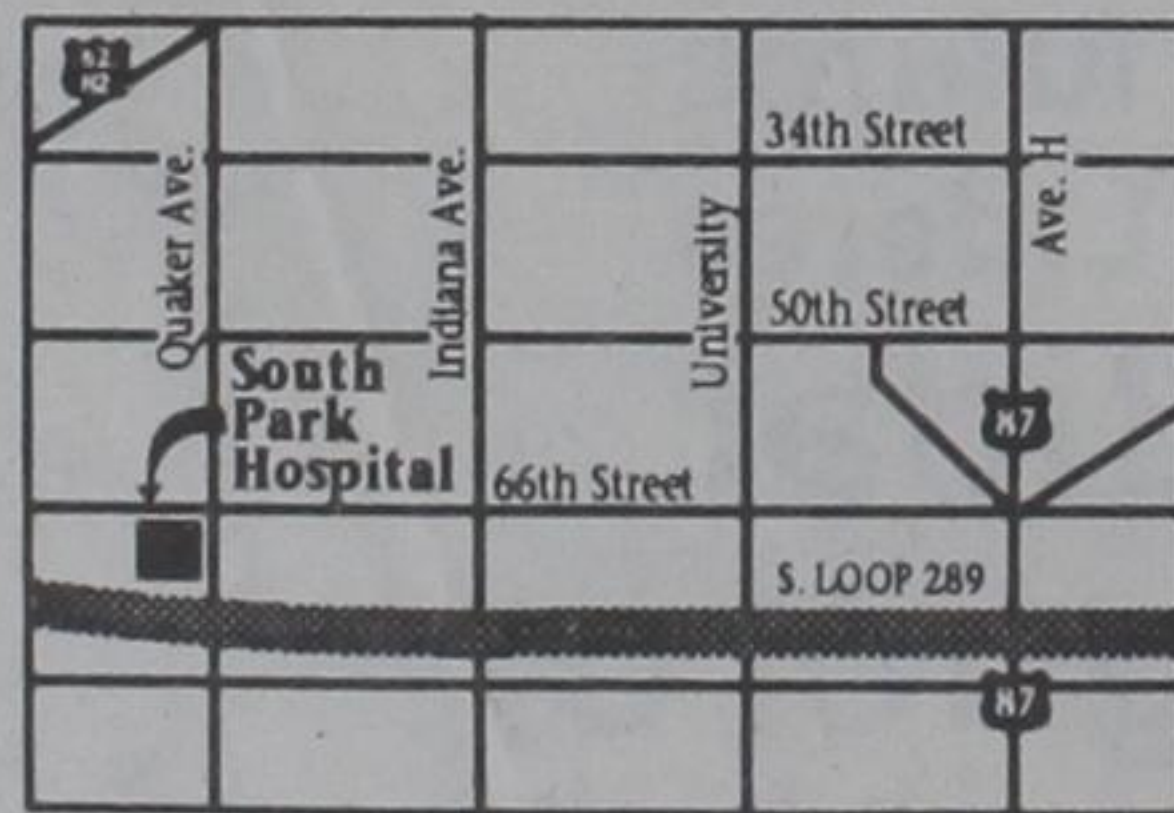 62
34th Street
Quaker Ave.
Indiana Ave.
University
Ave. H
50th Street
South
Park
Hospital
87
66th Street
S. LOOP 289
87